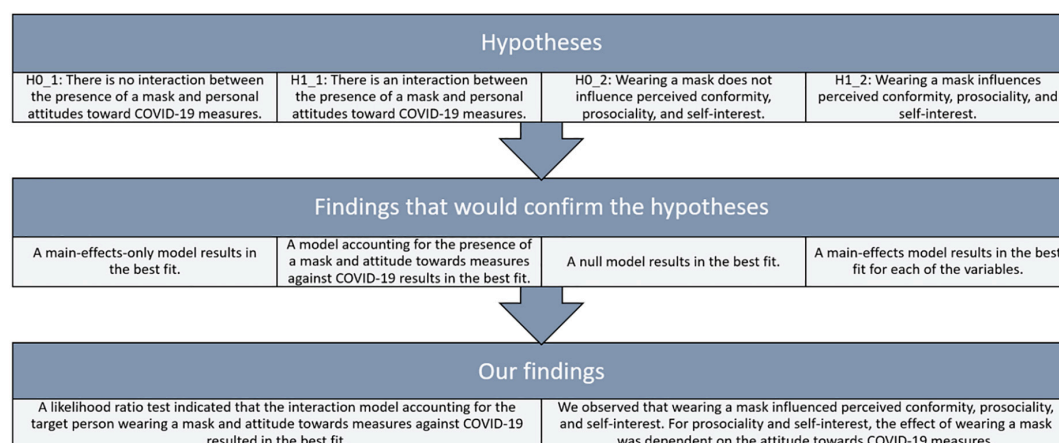 Hypotheses
H0_1: There is no interaction between
the presence of a mask and personal
attitudes toward COVID-19 measures.
H1_1: There is an interaction between
the presence of a mask and personal
attitudes toward COVID-19 measures.
H0_2: Wearing a mask does not
influence perceived conformity,
prosociality, and self-interest.
H1_2: Wearing a mask influences
perceived conformity, prosociality, and
self-interest.
Findings that would confirm the hypotheses
A main-effects-only model results in
the best fit.
A model accounting for the presence of
a mask and attitude towards measures
against COVID-19 results in the best fit.
A null model results in the best fit.
A main-effects model results in the best
fit for each of the variables.
Our findings
A likelihood ratio test indicated that the interaction model accounting for the
target person wearing a mask and attitude towards measures against COVID-19
resulted in the best fit.
We observed that wearing a mask influenced perceived conformity, prosociality,
and self-interest. For prosociality and self-interest, the effect of wearing a mask
was dependent on the attitude towards COVID-19 measures.